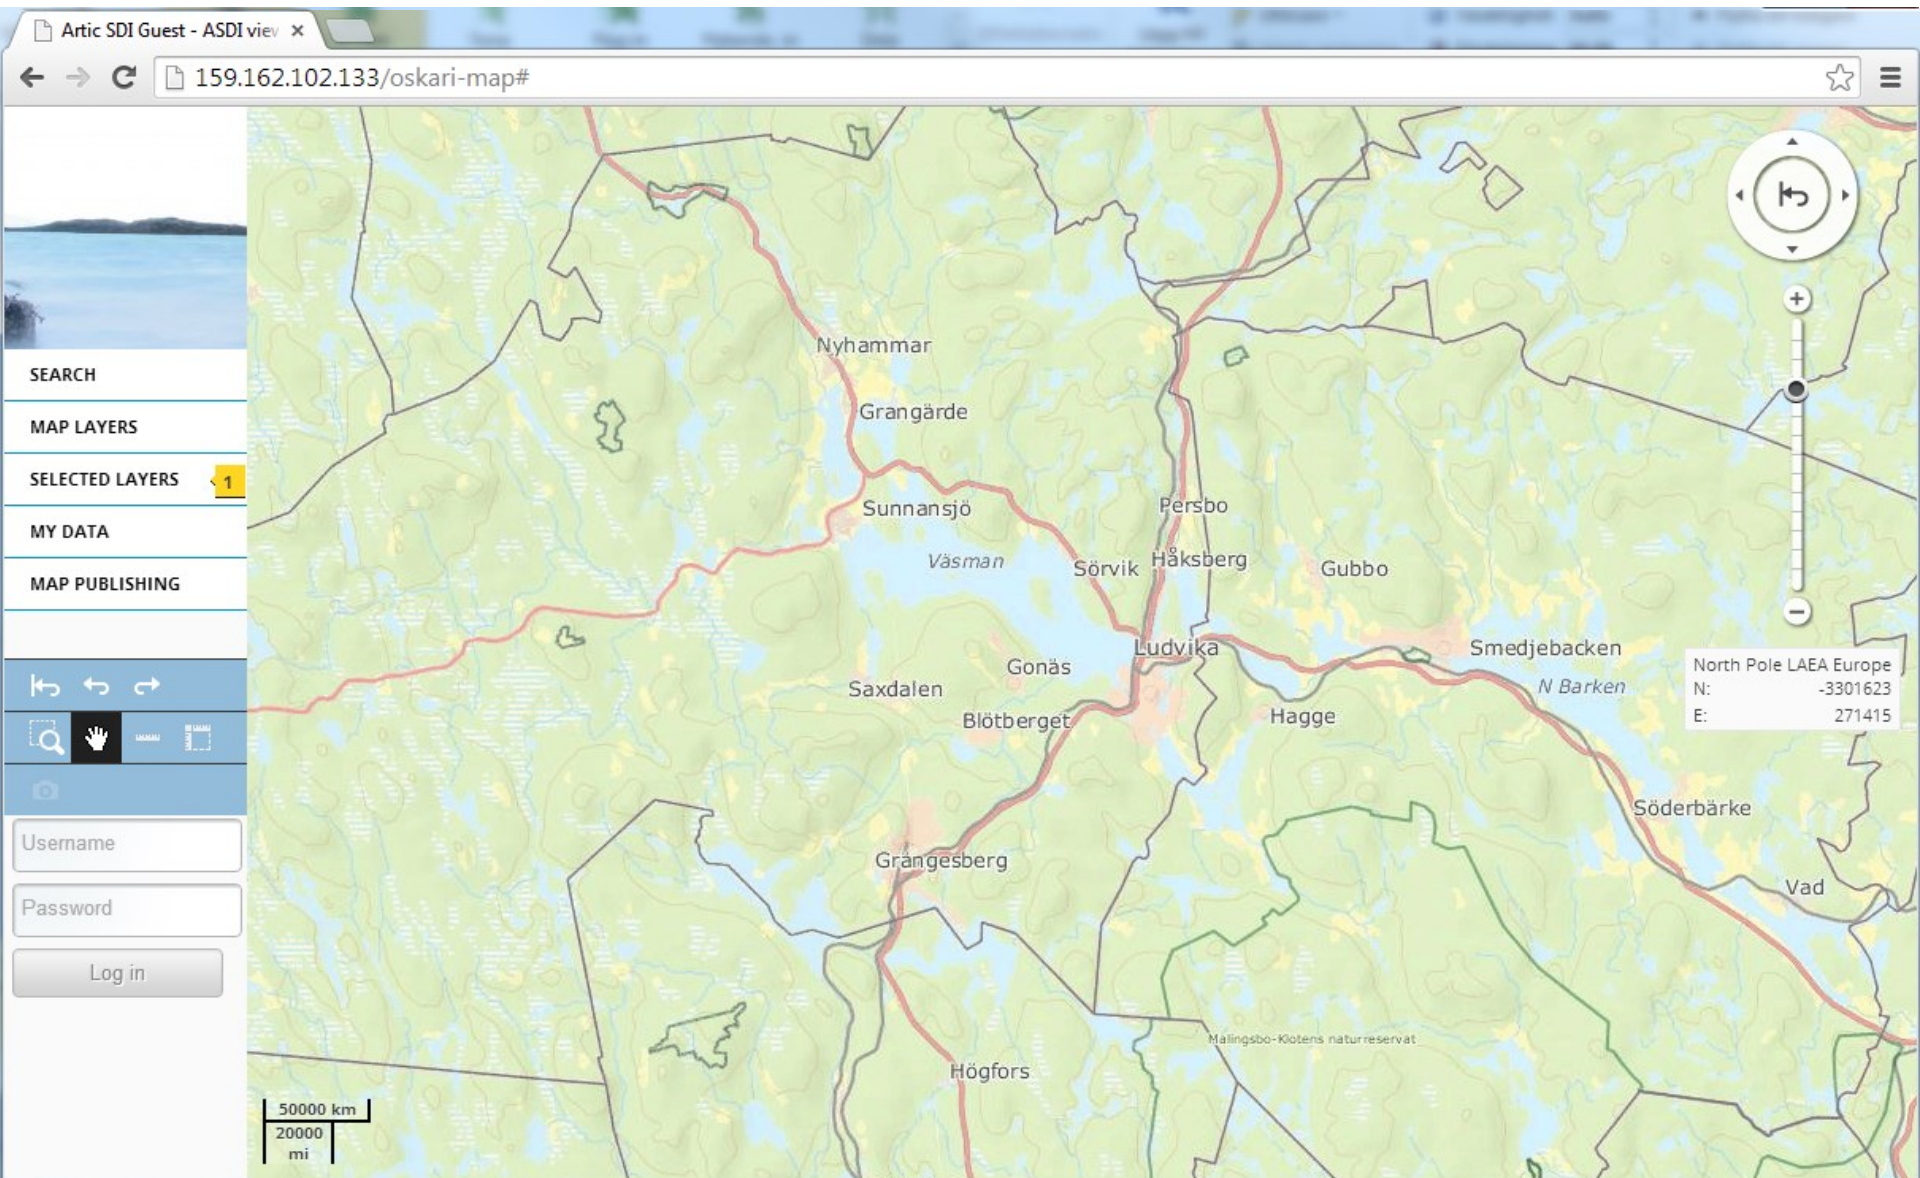 Artic SDI Guest - ASDI view
159.162.102.133/oskari-map#
SEARCH
MAP LAYERS
SELECTED LAYERS 1
MY DATA
MAP PUBLISHING
Username
Password
Log in
Nyhammar
Grangärde
Sunnansjö
Persbo
Väsman
Sörvik
Håksberg
Gubbo
Ludvika
Smedjebacken
Gonäs
Saxdalen
N Barken
Blötberget
Hagge
Söderbärke
Grängesberg
Vad
Malingsbo-Klotens naturreservat
Högfors
North Pole LAEA Europe
N: -3301623
E: 271415
50000 km
20000
mi